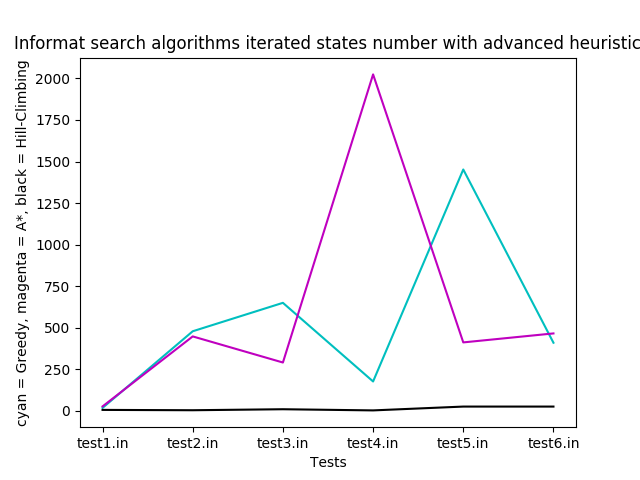 Informat search algorithms iterated states number with advanced heuristic
cyan = Greedy, magenta = A*, black = Hill-Climbing
2000
1750
1500
1250
1000
750
500
250
0
test1.in test2.in test3.in test4.in test5.in test6.in
Tests